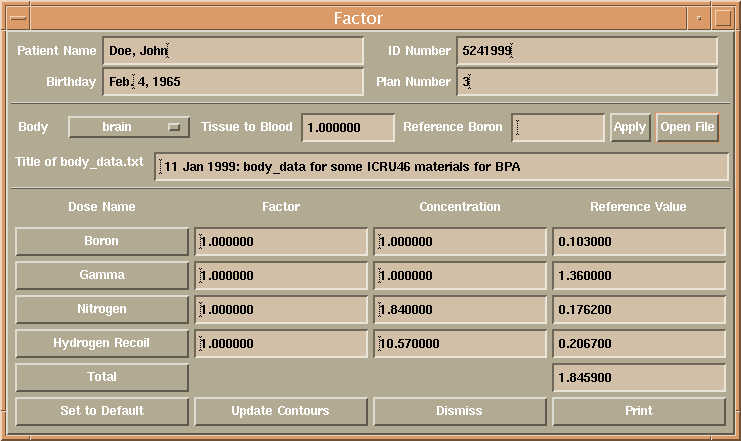 Factor
Patient Name Doe, John ID Number 5241999
Birthday Feb. 4, 1965 Plan Number 3
Body brain Tissue to Blood 1.000000 Reference Boron Apply Open File
Title of body_data.txt 11 Jan 1999: body_data for some ICRU46 materials for BPA
Dose Name Factor Concentration Reference Value
Boron 1.000000 1.000000 0.103000
Gamma 1.000000 1.000000 1.360000
Nitrogen 1.000000 1.840000 0.176200
Hydrogen Recoil 1.000000 10.570000 0.206700
Total 1.845900
Set to Default Update Contours Dismiss Print